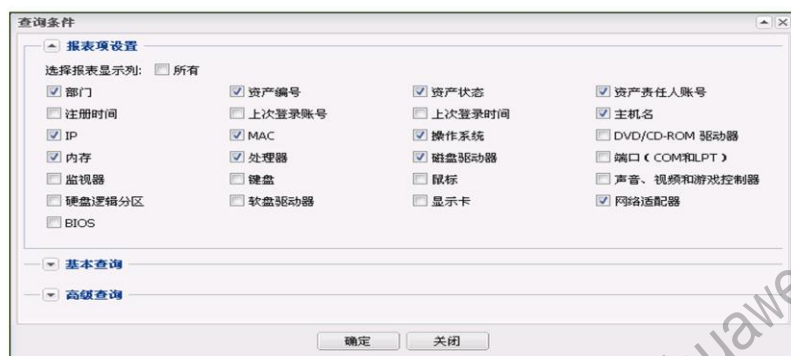 查询条件
报表项设置
选择报表显示列: 所有
部门 资产编号 资产状态 资产责任人账号
注册时间 上次登录账号 上次登录时间 主机名
IP MAC 操作系统 DVD/CD-ROM 驱动器
内存 处理器 磁盘驱动器 端口（COM和LPT）
监视器 键盘 鼠标 声音、视频和游戏控制器
硬盘逻辑分区 软盘驱动器 显示卡 网络适配器
BIOS
基本查询
高级查询
确定 关闭
huawe